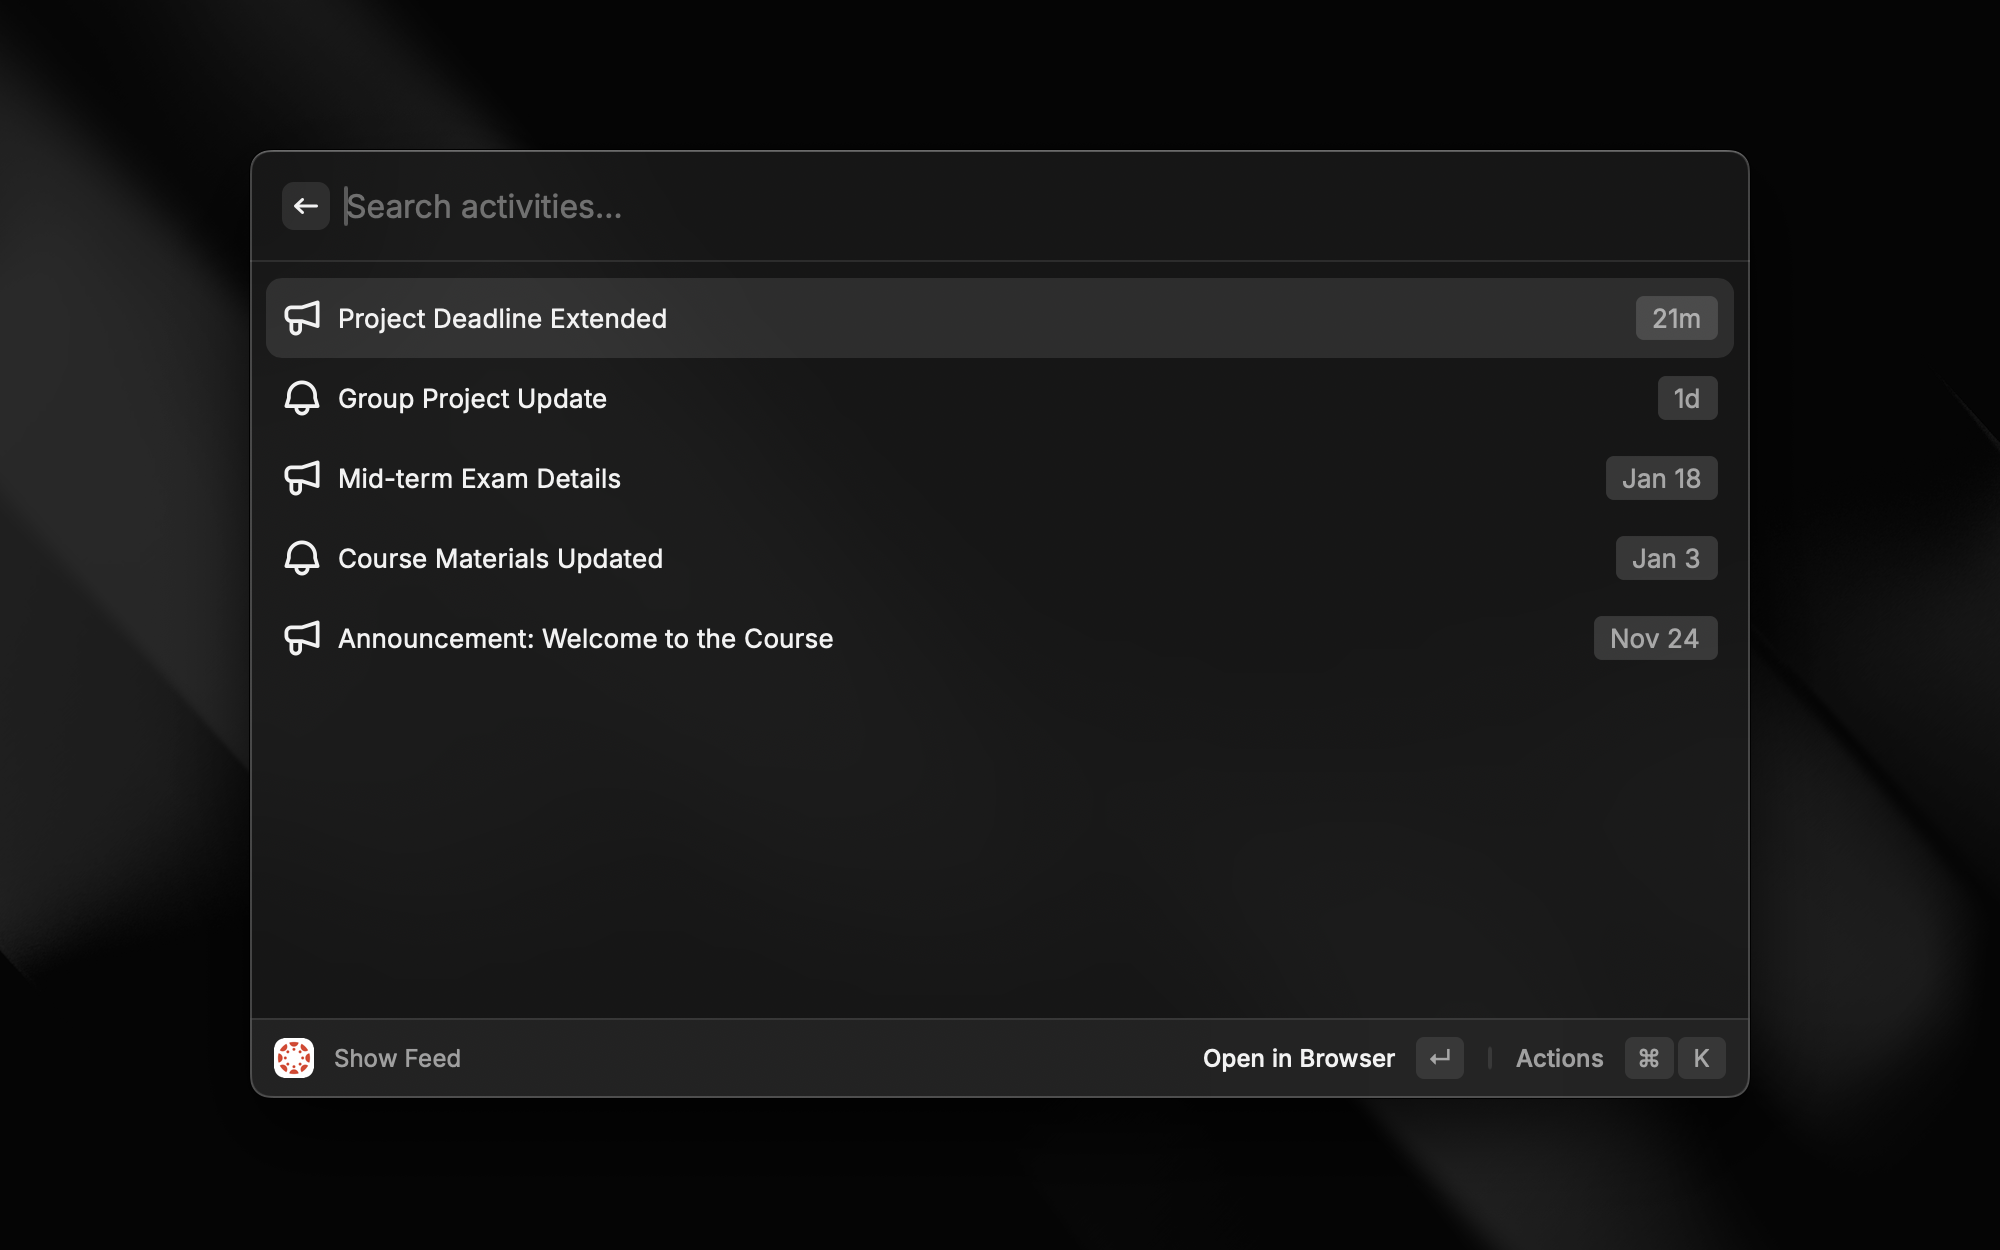 Search activities...
Project Deadline Extended 21m
Group Project Update 1d
Mid-term Exam Details Jan 18
Course Materials Updated Jan 3
Announcement: Welcome to the Course Nov 24
Show Feed Open in Browser ↵ Actions ⌘ K